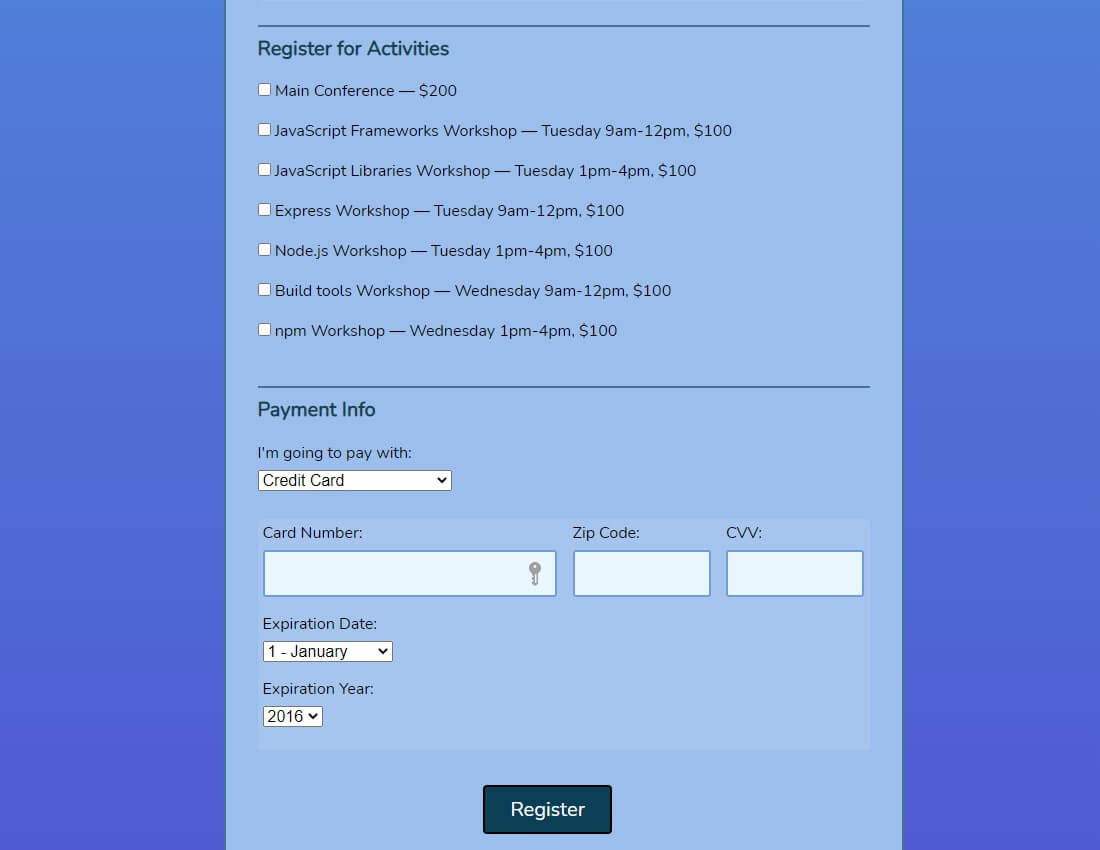 Register for Activities
Main Conference — $200
JavaScript Frameworks Workshop — Tuesday 9am-12pm, $100
JavaScript Libraries Workshop — Tuesday 1pm-4pm, $100
Express Workshop — Tuesday 9am-12pm, $100
Node.js Workshop — Tuesday 1pm-4pm, $100
Build tools Workshop — Wednesday 9am-12pm, $100
npm Workshop — Wednesday 1pm-4pm, $100
Payment Info
I'm going to pay with:
Credit Card
Card Number: Zip Code: CVV:
Expiration Date:
1 - January
Expiration Year:
2016
Register